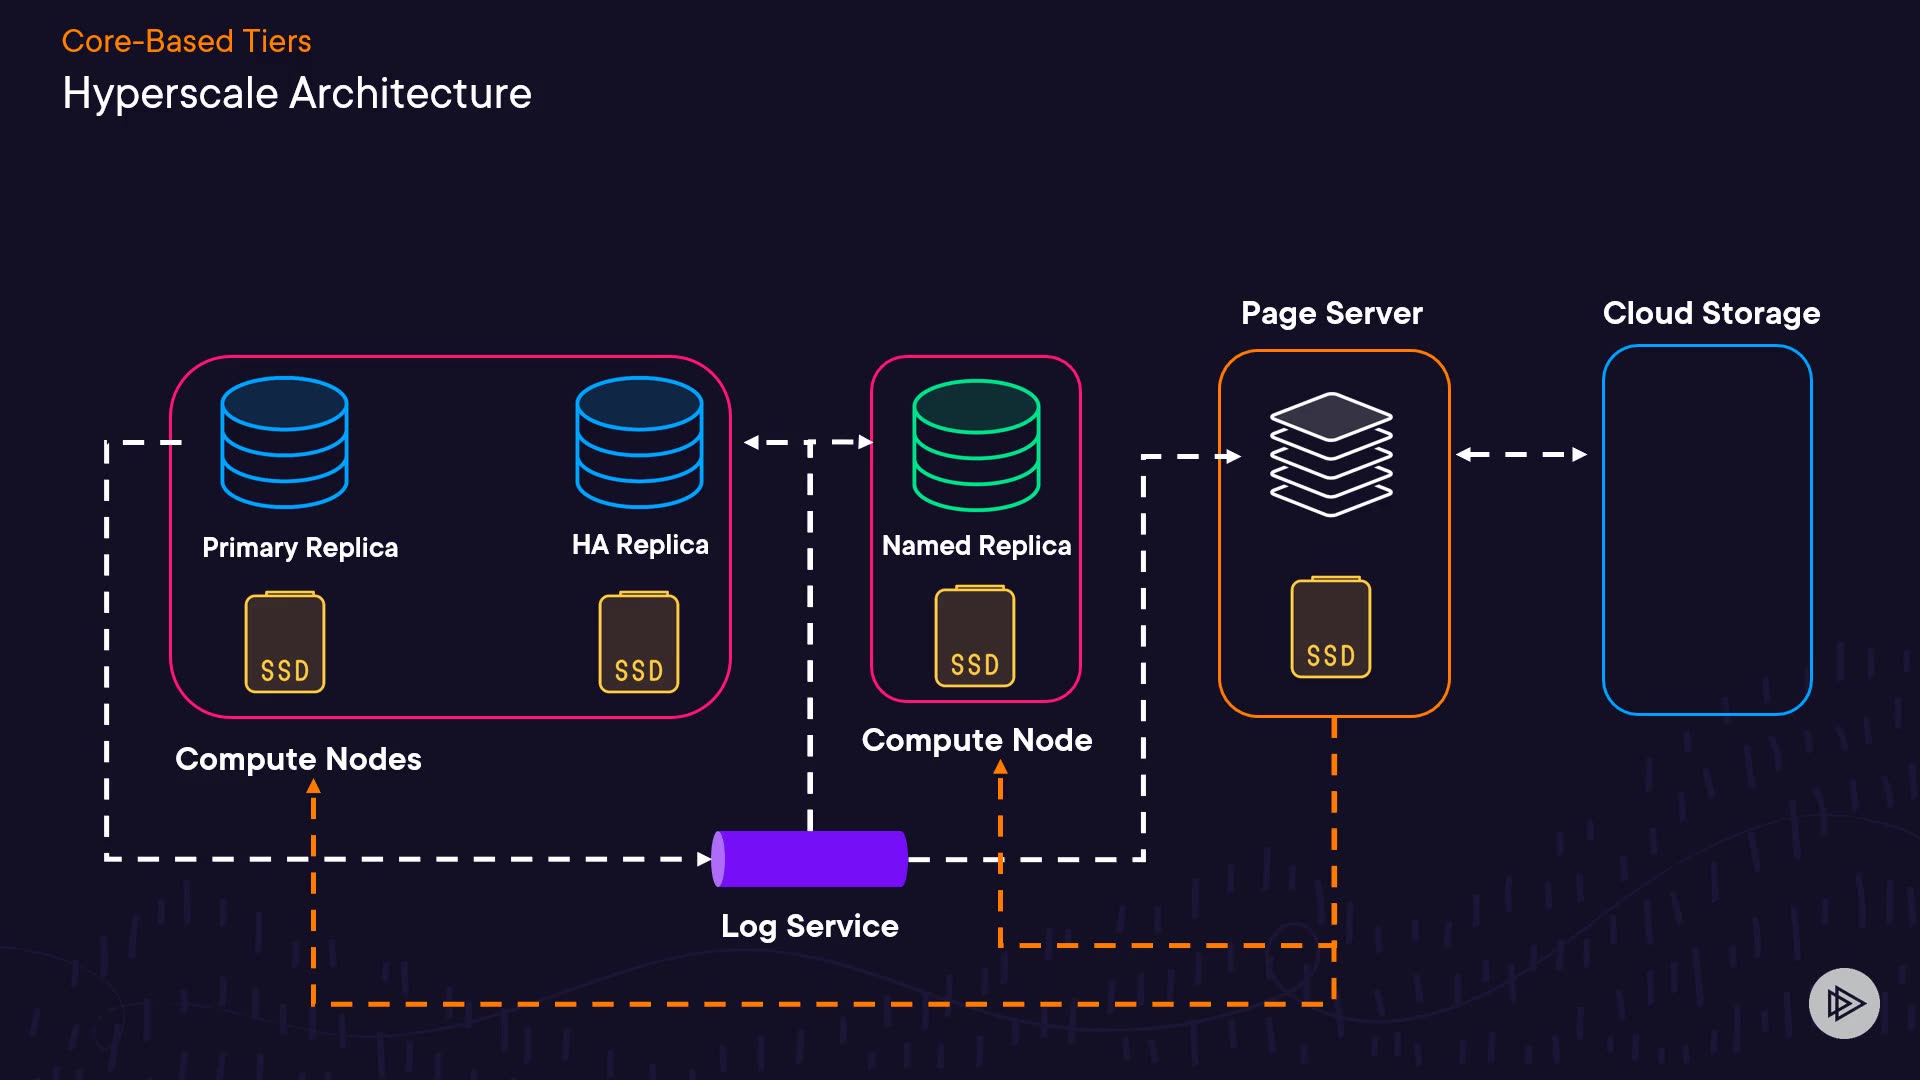 Core-Based Tiers
Hyperscale Architecture
Page Server
Cloud Storage
Primary Replica
HA Replica
Named Replica
SSD
SSD
SSD
SSD
Compute Nodes
Compute Node
Log Service